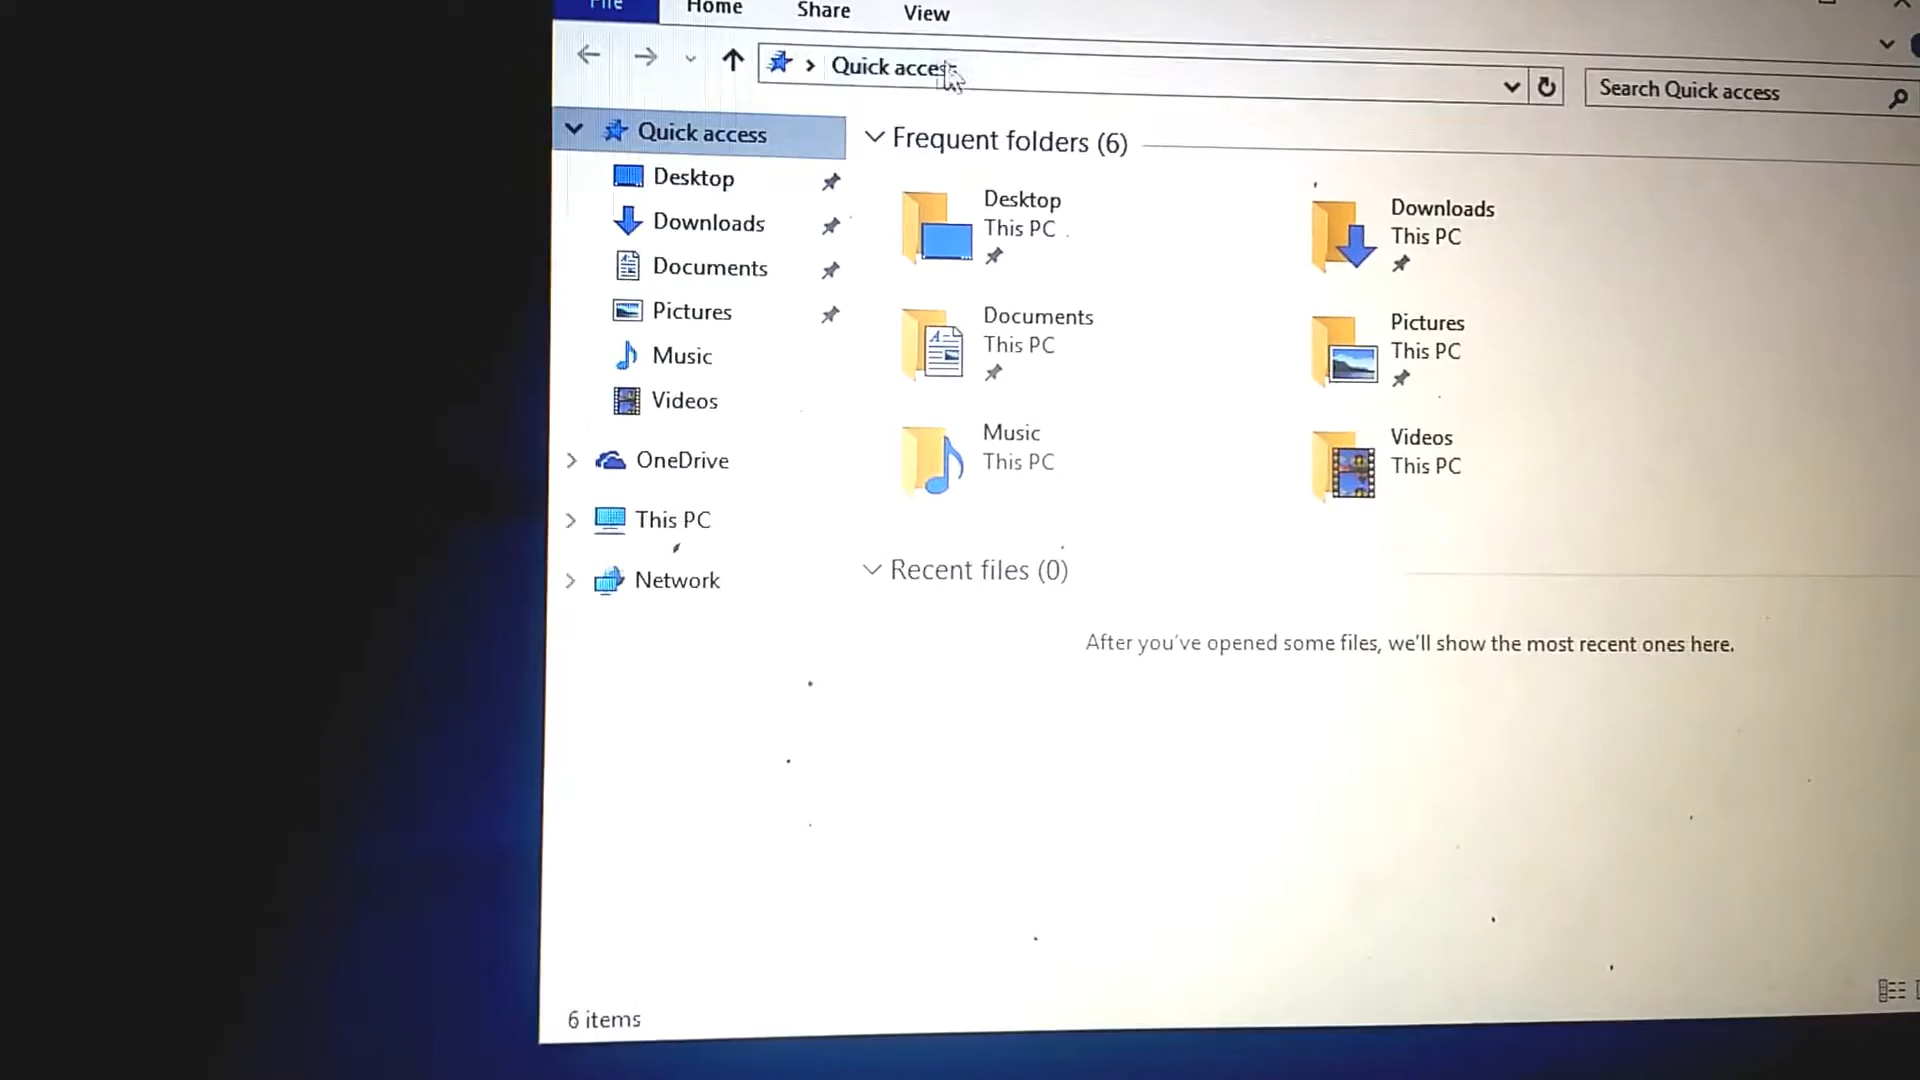 File
Home
Share
View
Quick access
Search Quick access
Quick access
Desktop
Downloads
Documents
Pictures
Music
Videos
OneDrive
This PC
Network
Frequent folders (6)
Desktop
This PC
Downloads
This PC
Documents
This PC
Pictures
This PC
Music
This PC
Videos
This PC
Recent files (0)
After you've opened some files, we'll show the most recent ones here.
6 items